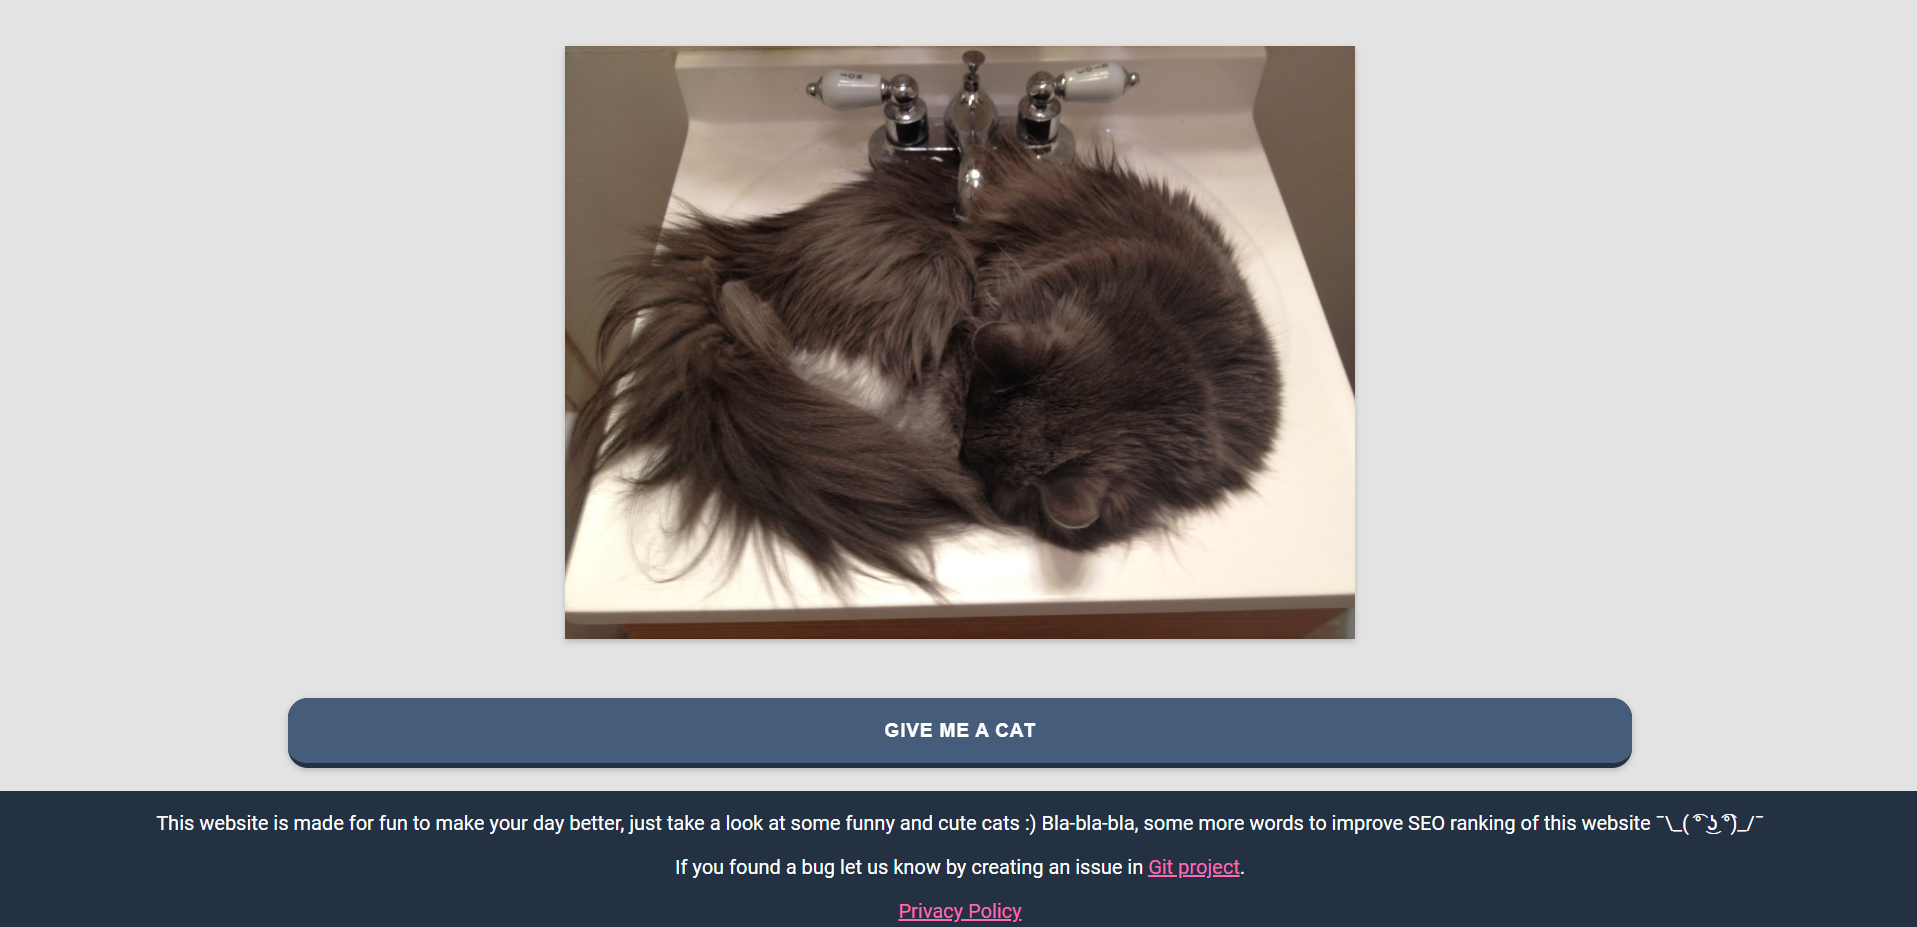 HOT
GIVE ME A CAT
This website is made for fun to make your day better, just take a look at some funny and cute cats :) Bla-bla-bla, some more words to improve SEO ranking of this website ¯\_( ͡° ͜ʖ ͡°)_/¯
If you found a bug let us know by creating an issue in Git project.
Privacy Policy